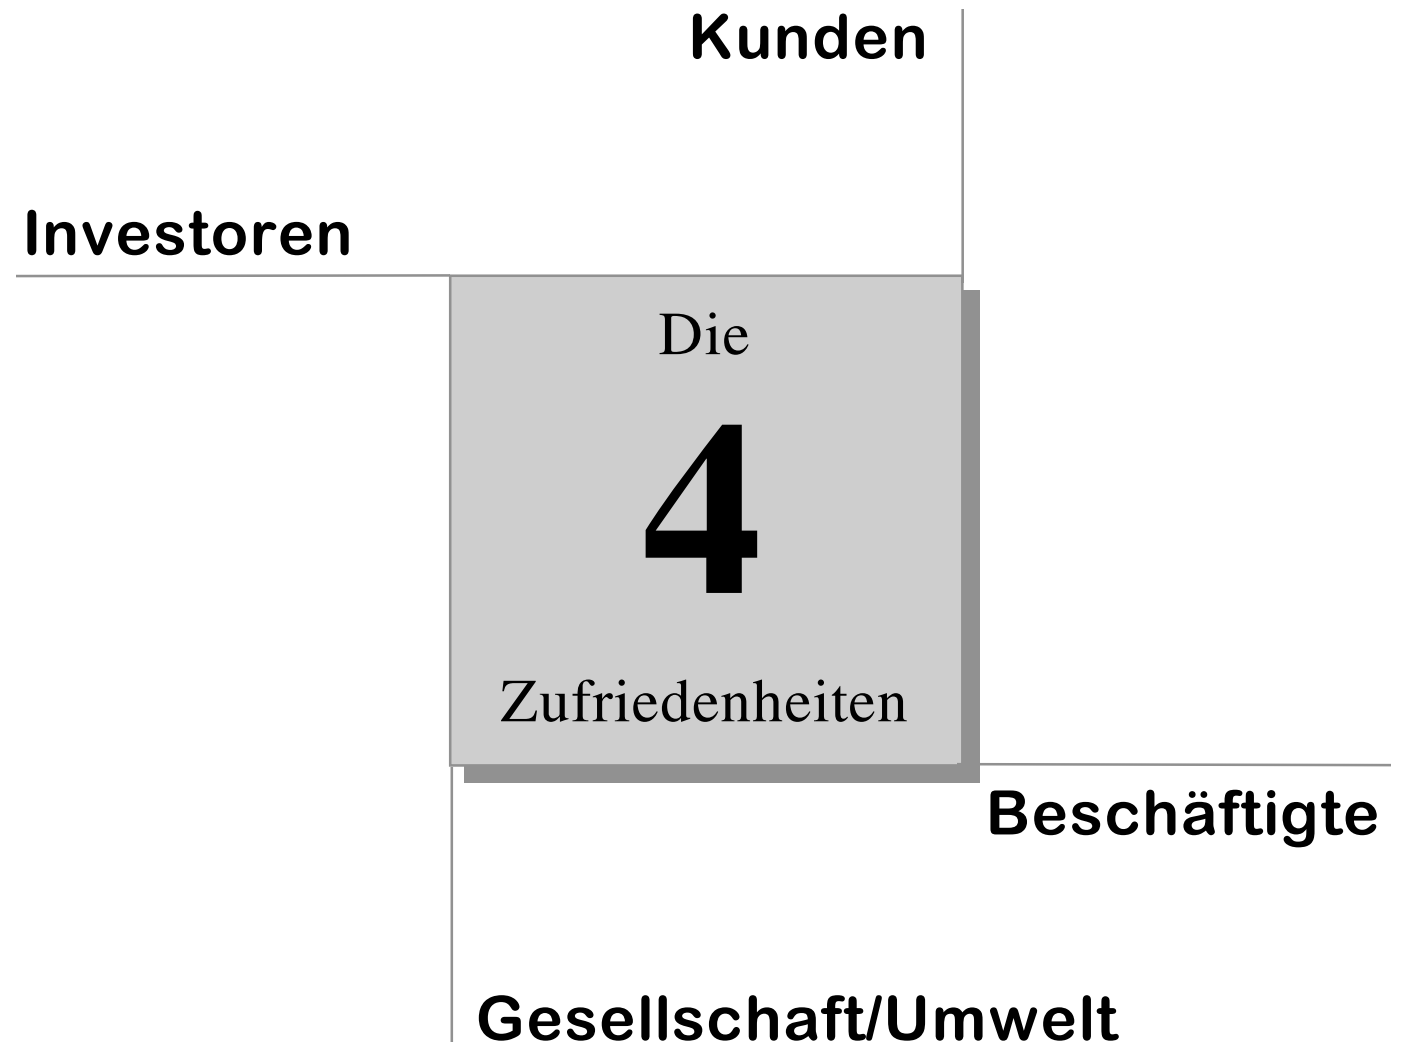 Kunden
Investoren
Die
4
Zufriedenheiten
Beschäftigte
Gesellschaft/Umwelt